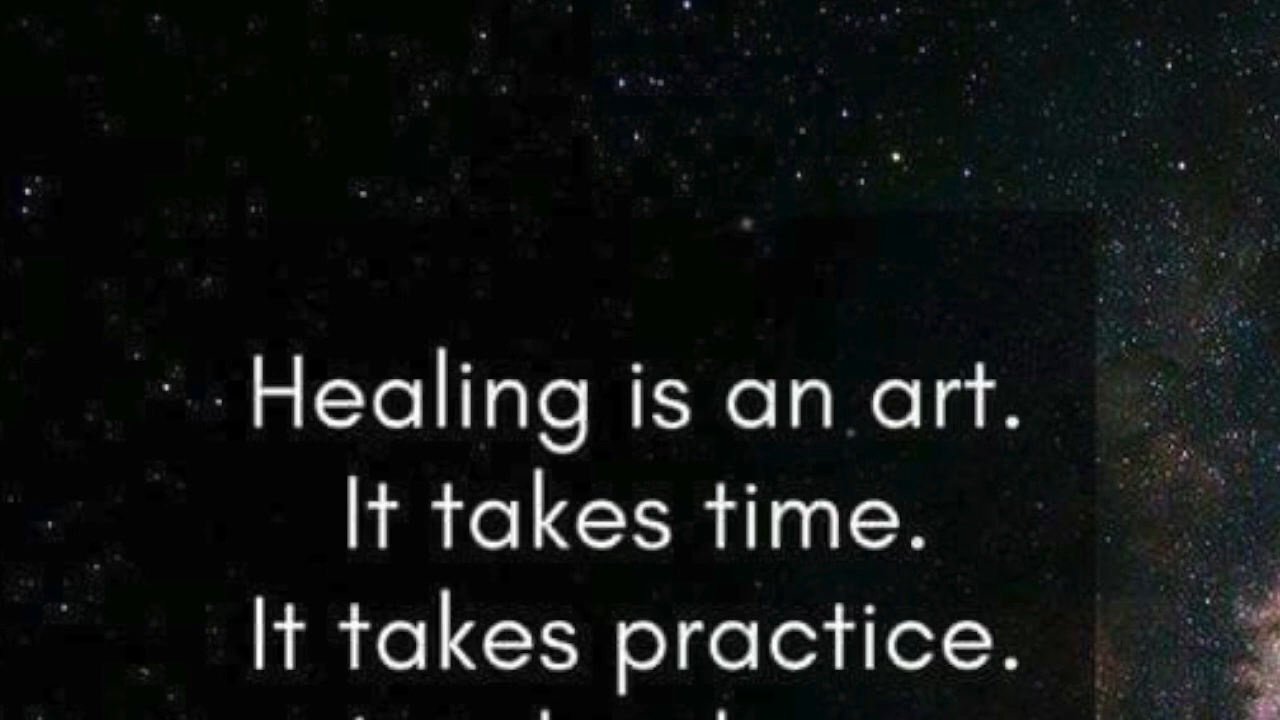 Healing is an art.
It takes time.
It takes practice.